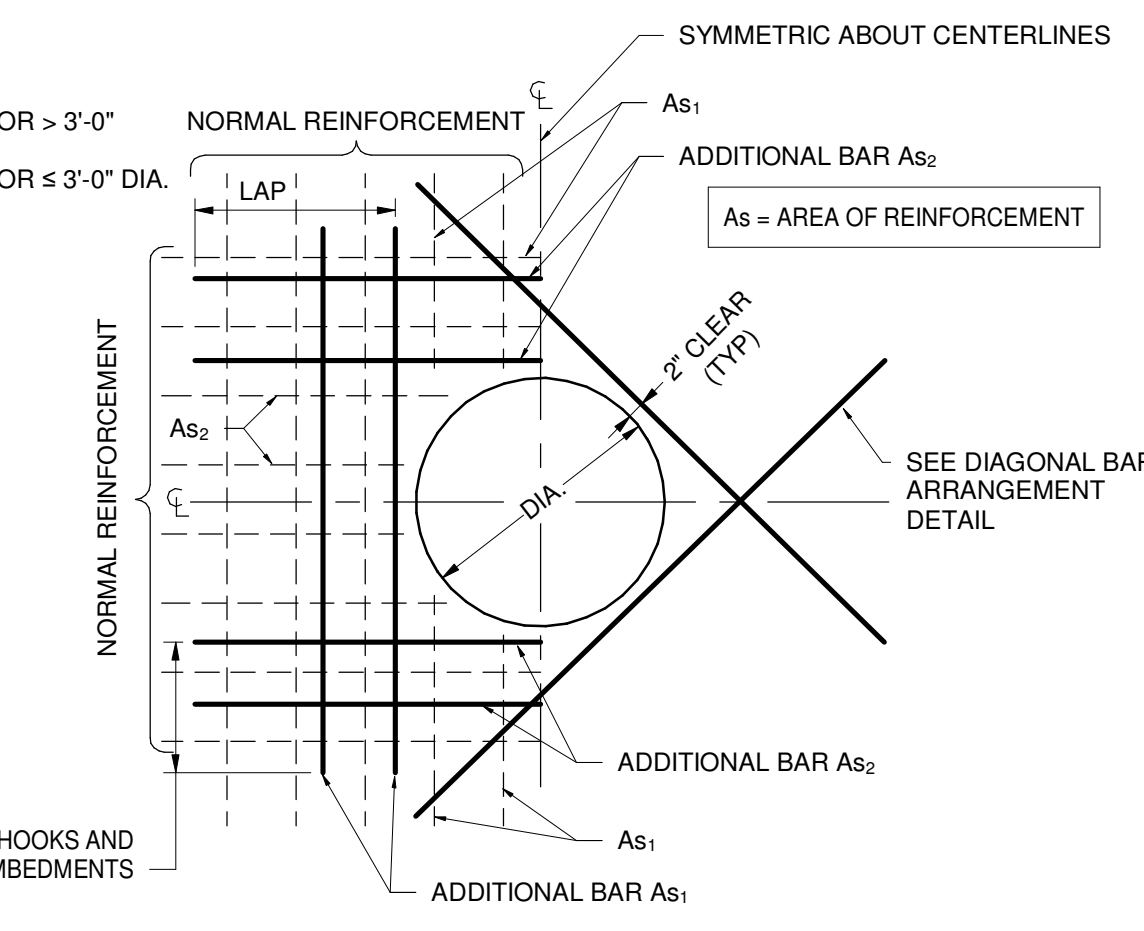 SYMMETRIC ABOUT CENTERLINES
℄
As₁
OR > 3'-0"
NORMAL REINFORCEMENT
ADDITIONAL BAR As₂
OR ≤ 3'-0" DIA.
LAP
As = AREA OF REINFORCEMENT
2" CLEAR
(TYP)
NORMAL REINFORCEMENT
As₂
℄
DIA.
SEE DIAGONAL BAR
ARRANGEMENT
DETAIL
ADDITIONAL BAR As₂
HOOKS AND
MBEDMENTS
As₁
ADDITIONAL BAR As₁